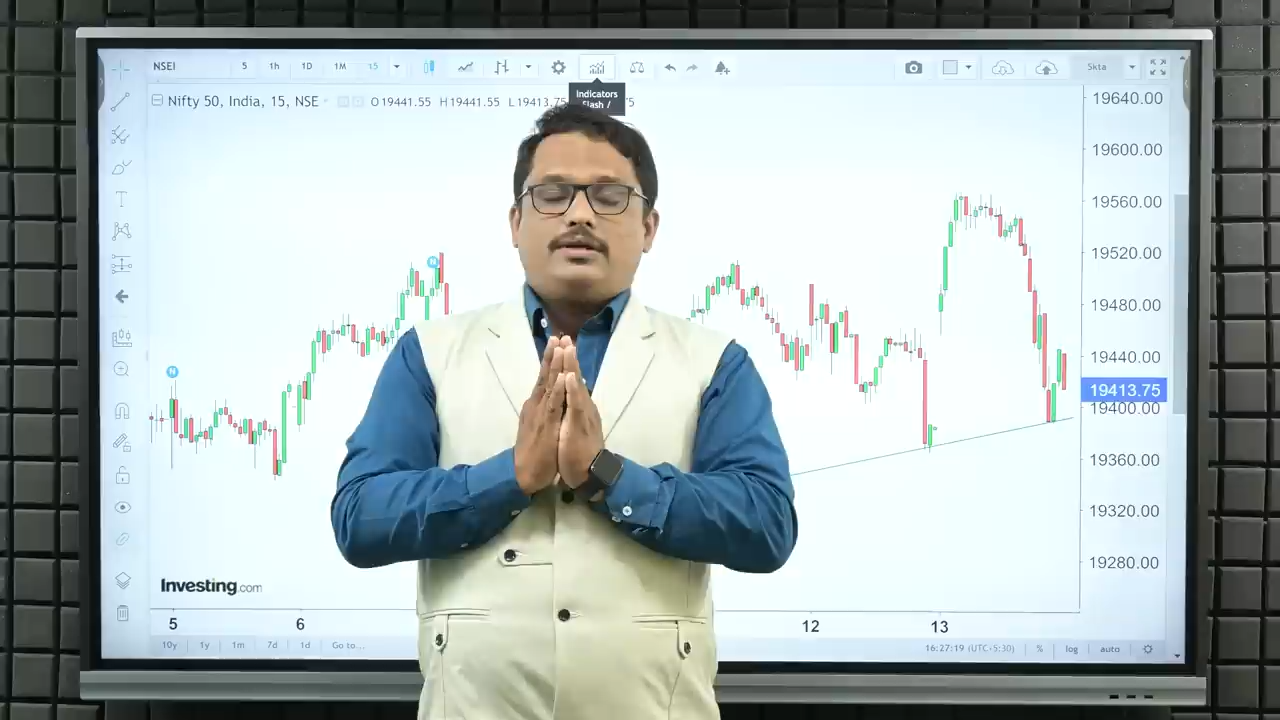 NSEI 5 1h 1D 1M 15 5kta
Indicators
Slash /
Nifty 50, India, 15, NSE O19441.55 H19441.55 L19413.75
19640.00
19600.00
19560.00
19520.00
19480.00
19440.00
19413.75
19400.00
19360.00
19320.00
19280.00
N
N
Investing.com
5 6 12 13
10y 1y 1m 7d 1d Go to... 16:27:19 (UTC+5:30) % log auto